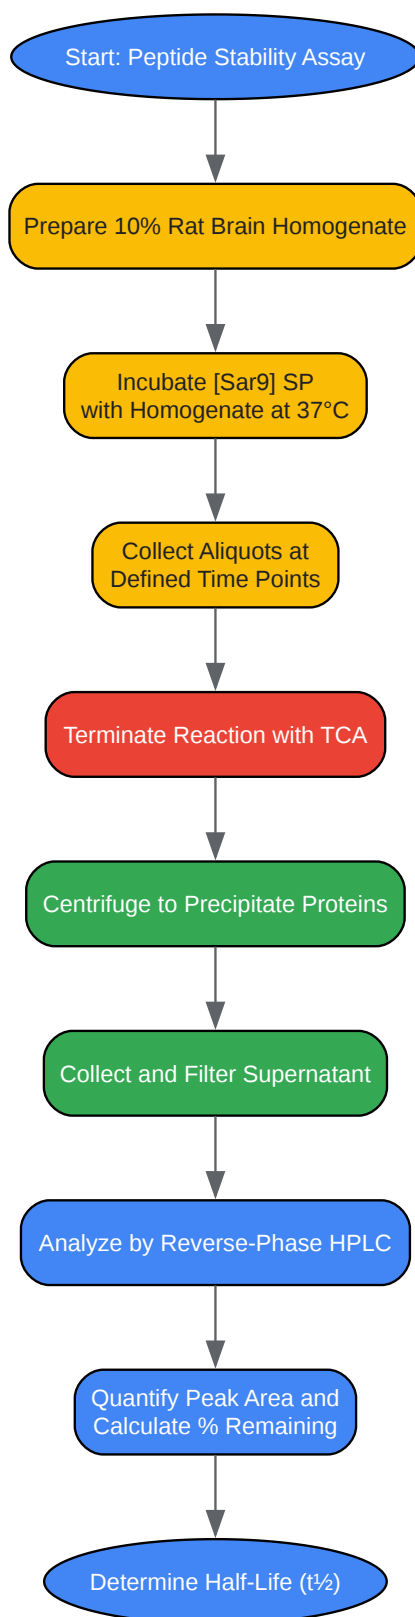 Start: Peptide Stability Assay
Prepare 10% Rat Brain Homogenate
Incubate [Sar9] SP
with Homogenate at 37°C
Collect Aliquots at
Defined Time Points
Terminate Reaction with TCA
Centrifuge to Precipitate Proteins
Collect and Filter Supernatant
Analyze by Reverse-Phase HPLC
Quantify Peak Area and
Calculate % Remaining
Determine Half-Life (t½)